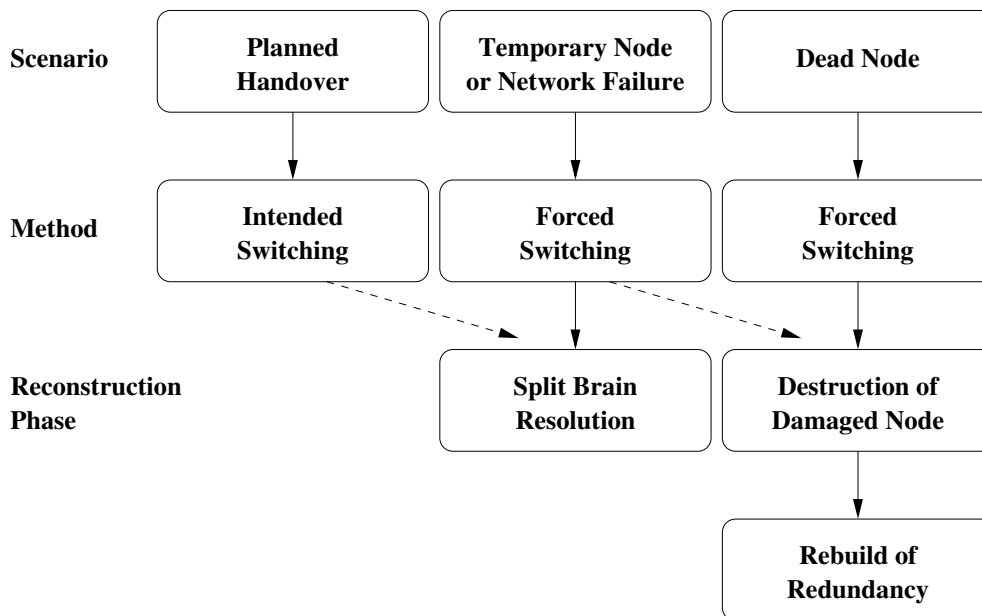 Scenario
Planned
Handover
Temporary Node
or Network Failure
Dead Node
Method
Intended
Switching
Forced
Switching
Forced
Switching
Reconstruction
Phase
Split Brain
Resolution
Destruction of
Damaged Node
Rebuild of
Redundancy